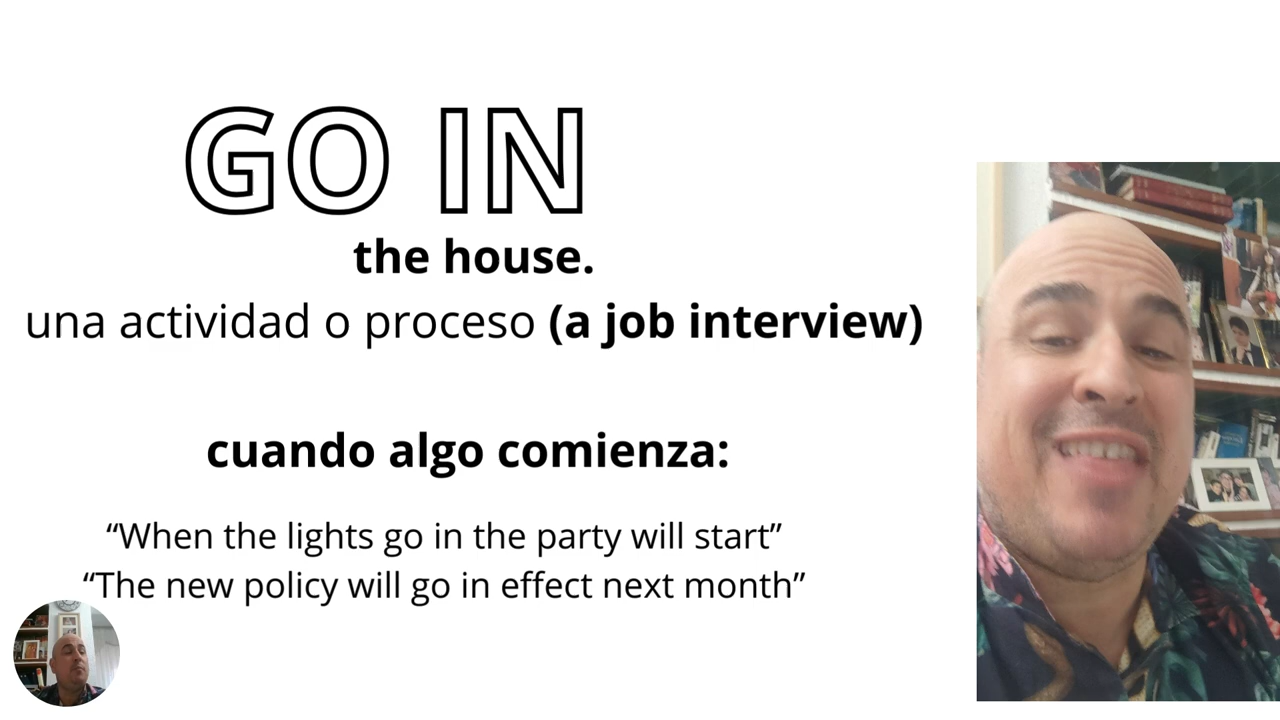 GO IN
the house.
una actividad o proceso (a job interview)
cuando algo comienza:
“When the lights go in the party will start”
“The new policy will go in effect next month”